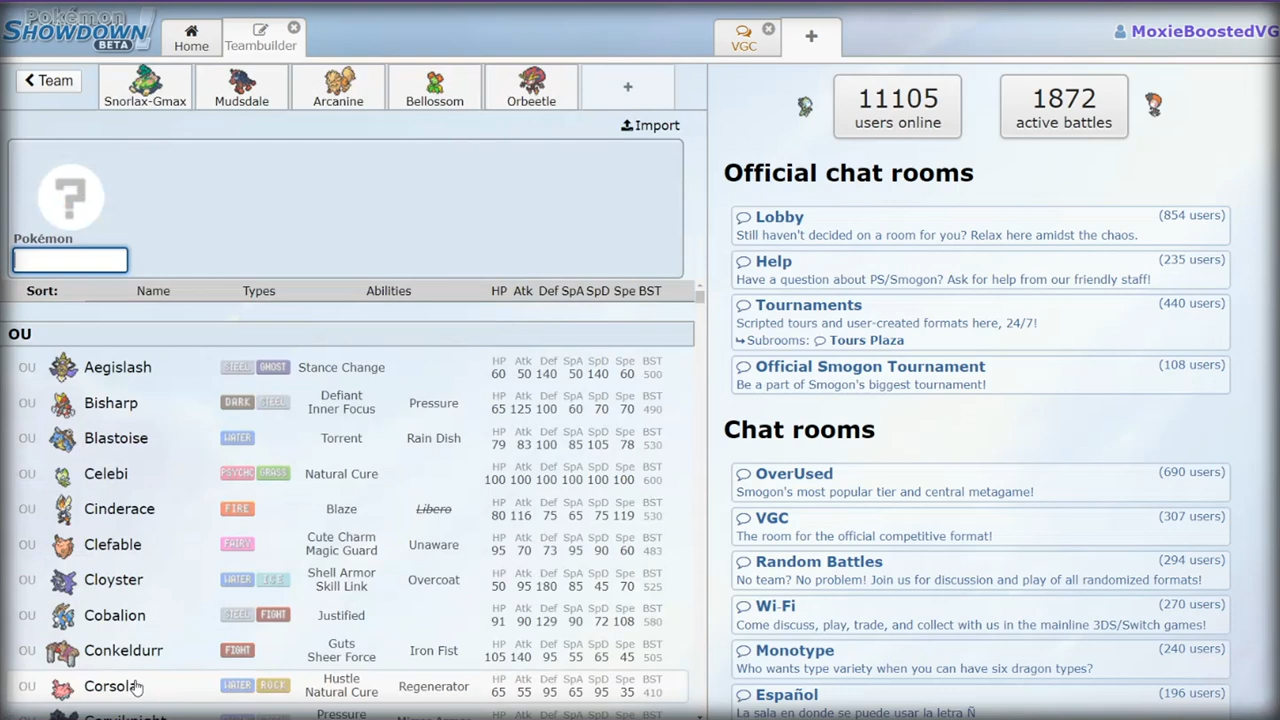 Pokémon
SHOWDOWN!
BETA
Home
Teambuilder
VGC
+
MoxieBoostedVG
Team
Snorlax-Gmax
Mudsdale
Arcanine
Bellossom
Orbeetle
+
Import
?
Pokémon
Sort: Name Types Abilities HP Atk Def SpA SpD Spe BST
OU
OU Aegislash STEEL GHOST Stance Change HP 60 Atk 50 Def 140 SpA 50 SpD 140 Spe 60 BST 500
OU Bisharp DARK STEEL Defiant Inner Focus Pressure HP 65 Atk 125 Def 100 SpA 60 SpD 70 Spe 70 BST 490
OU Blastoise WATER Torrent Rain Dish HP 79 Atk 83 Def 100 SpA 85 SpD 105 Spe 78 BST 530
OU Celebi PSYCHC GRASS Natural Cure HP 100 Atk 100 Def 100 SpA 100 SpD 100 Spe 100 BST 600
OU Cinderace FIRE Blaze Libero HP 80 Atk 116 Def 75 SpA 65 SpD 75 Spe 119 BST 530
OU Clefable FAIRY Cute Charm Magic Guard Unaware HP 95 Atk 70 Def 73 SpA 95 SpD 90 Spe 60 BST 483
OU Cloyster WATER ICE Shell Armor Skill Link Overcoat HP 50 Atk 95 Def 180 SpA 85 SpD 45 Spe 70 BST 525
OU Cobalion STEEL FIGHT Justified HP 91 Atk 90 Def 129 SpA 90 SpD 72 Spe 108 BST 580
OU Conkeldurr FIGHT Guts Sheer Force Iron Fist HP 105 Atk 140 Def 95 SpA 55 SpD 65 Spe 45 BST 505
OU Corsola WATER ROCK Hustle Natural Cure Regenerator HP 65 Atk 55 Def 95 SpA 65 SpD 95 Spe 35 BST 410
Pressure
11105
users online
1872
active battles
Official chat rooms
Lobby (854 users)
Still haven't decided on a room for you? Relax here amidst the chaos.
Help (235 users)
Have a question about PS/Smogon? Ask for help from our friendly staff!
Tournaments (440 users)
Scripted tours and user-created formats here, 24/7!
Subrooms: Tours Plaza
Official Smogon Tournament (108 users)
Be a part of Smogon's biggest tournament!
Chat rooms
OverUsed (690 users)
Smogon's most popular tier and central metagame!
VGC (307 users)
The room for the official competitive format!
Random Battles (294 users)
No team? No problem! Join us for discussion and play of all randomized formats!
Wi-Fi (270 users)
Come discuss, play, trade, and collect with us in the mainline 3DS/Switch games!
Monotype (240 users)
Who wants type variety when you can have six dragon types?
Español (196 users)
La sala en donde se puede usar la letra Ñ